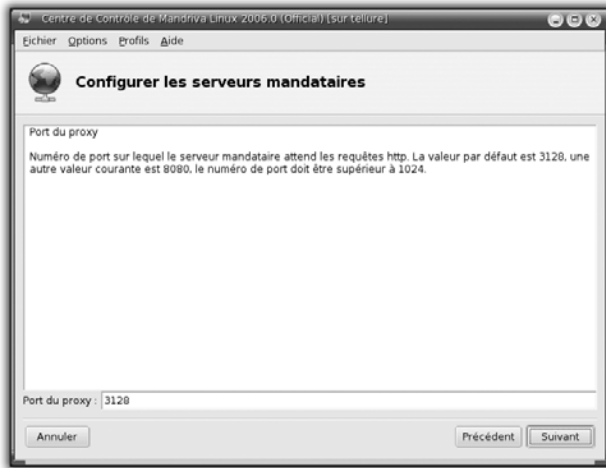 Centre de Contrôle de Mandriva Linux 2006.0 (Official) [sur tellure]
Fichier Options Profils Aide
Configurer les serveurs mandataires
Port du proxy
Numéro de port sur lequel le serveur mandataire attend les requêtes http. La valeur par défaut est 3128, une
autre valeur courante est 8080, le numéro de port doit être supérieur à 1024.
Port du proxy : 3128
Annuler Précédent Suivant